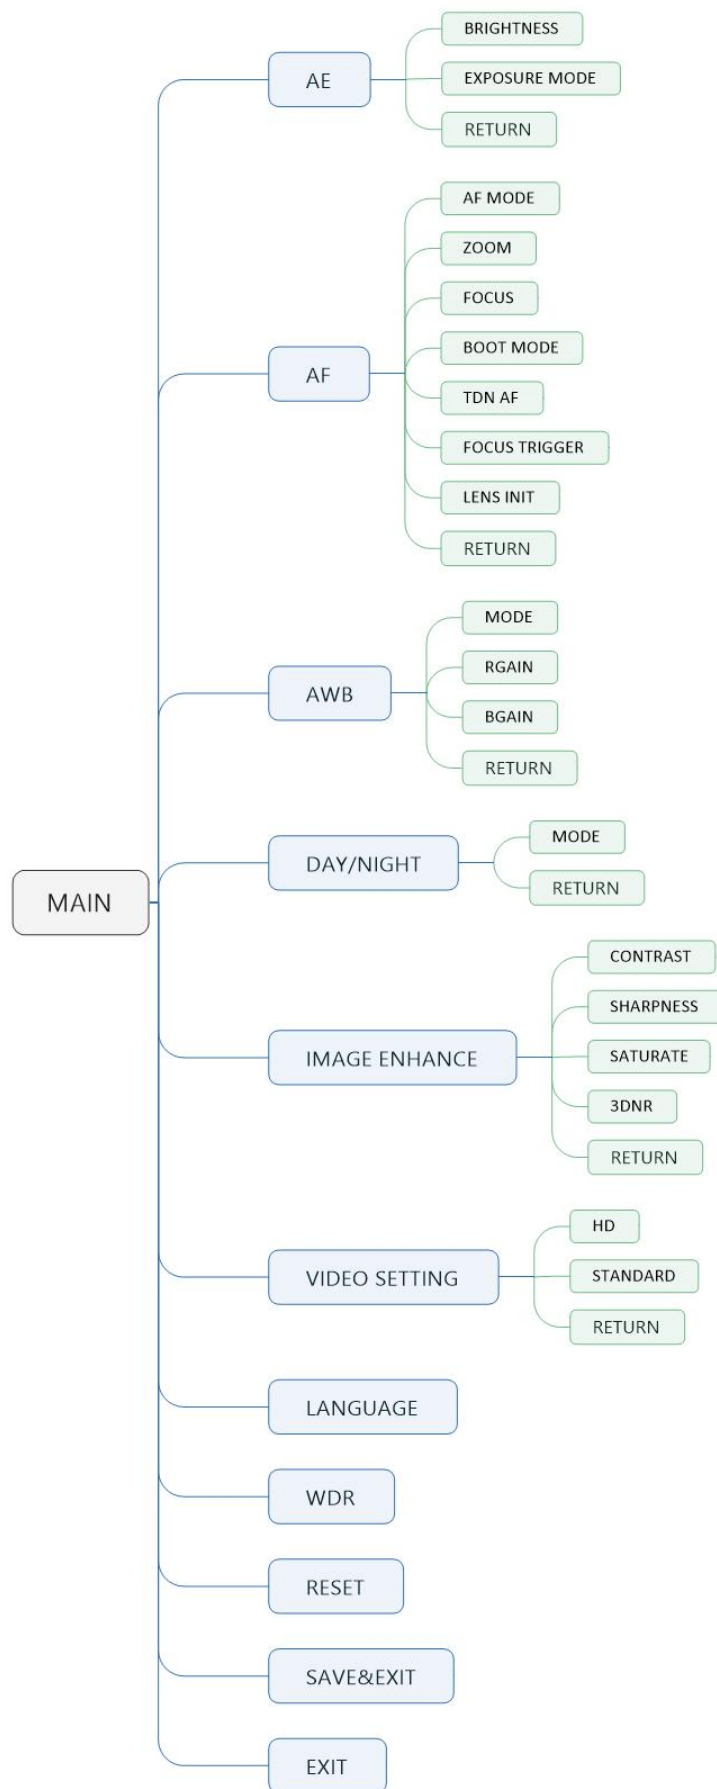 BRIGHTNESS
AE
EXPOSURE MODE
RETURN
AF MODE
ZOOM
FOCUS
BOOT MODE
AF
TDN AF
FOCUS TRIGGER
LENS INIT
RETURN
MODE
RGAIN
AWB
BGAIN
RETURN
MODE
DAY/NIGHT
RETURN
MAIN
CONTRAST
SHARPNESS
IMAGE ENHANCE
SATURATE
3DNR
RETURN
HD
VIDEO SETTING
STANDARD
RETURN
LANGUAGE
WDR
RESET
SAVE&EXIT
EXIT